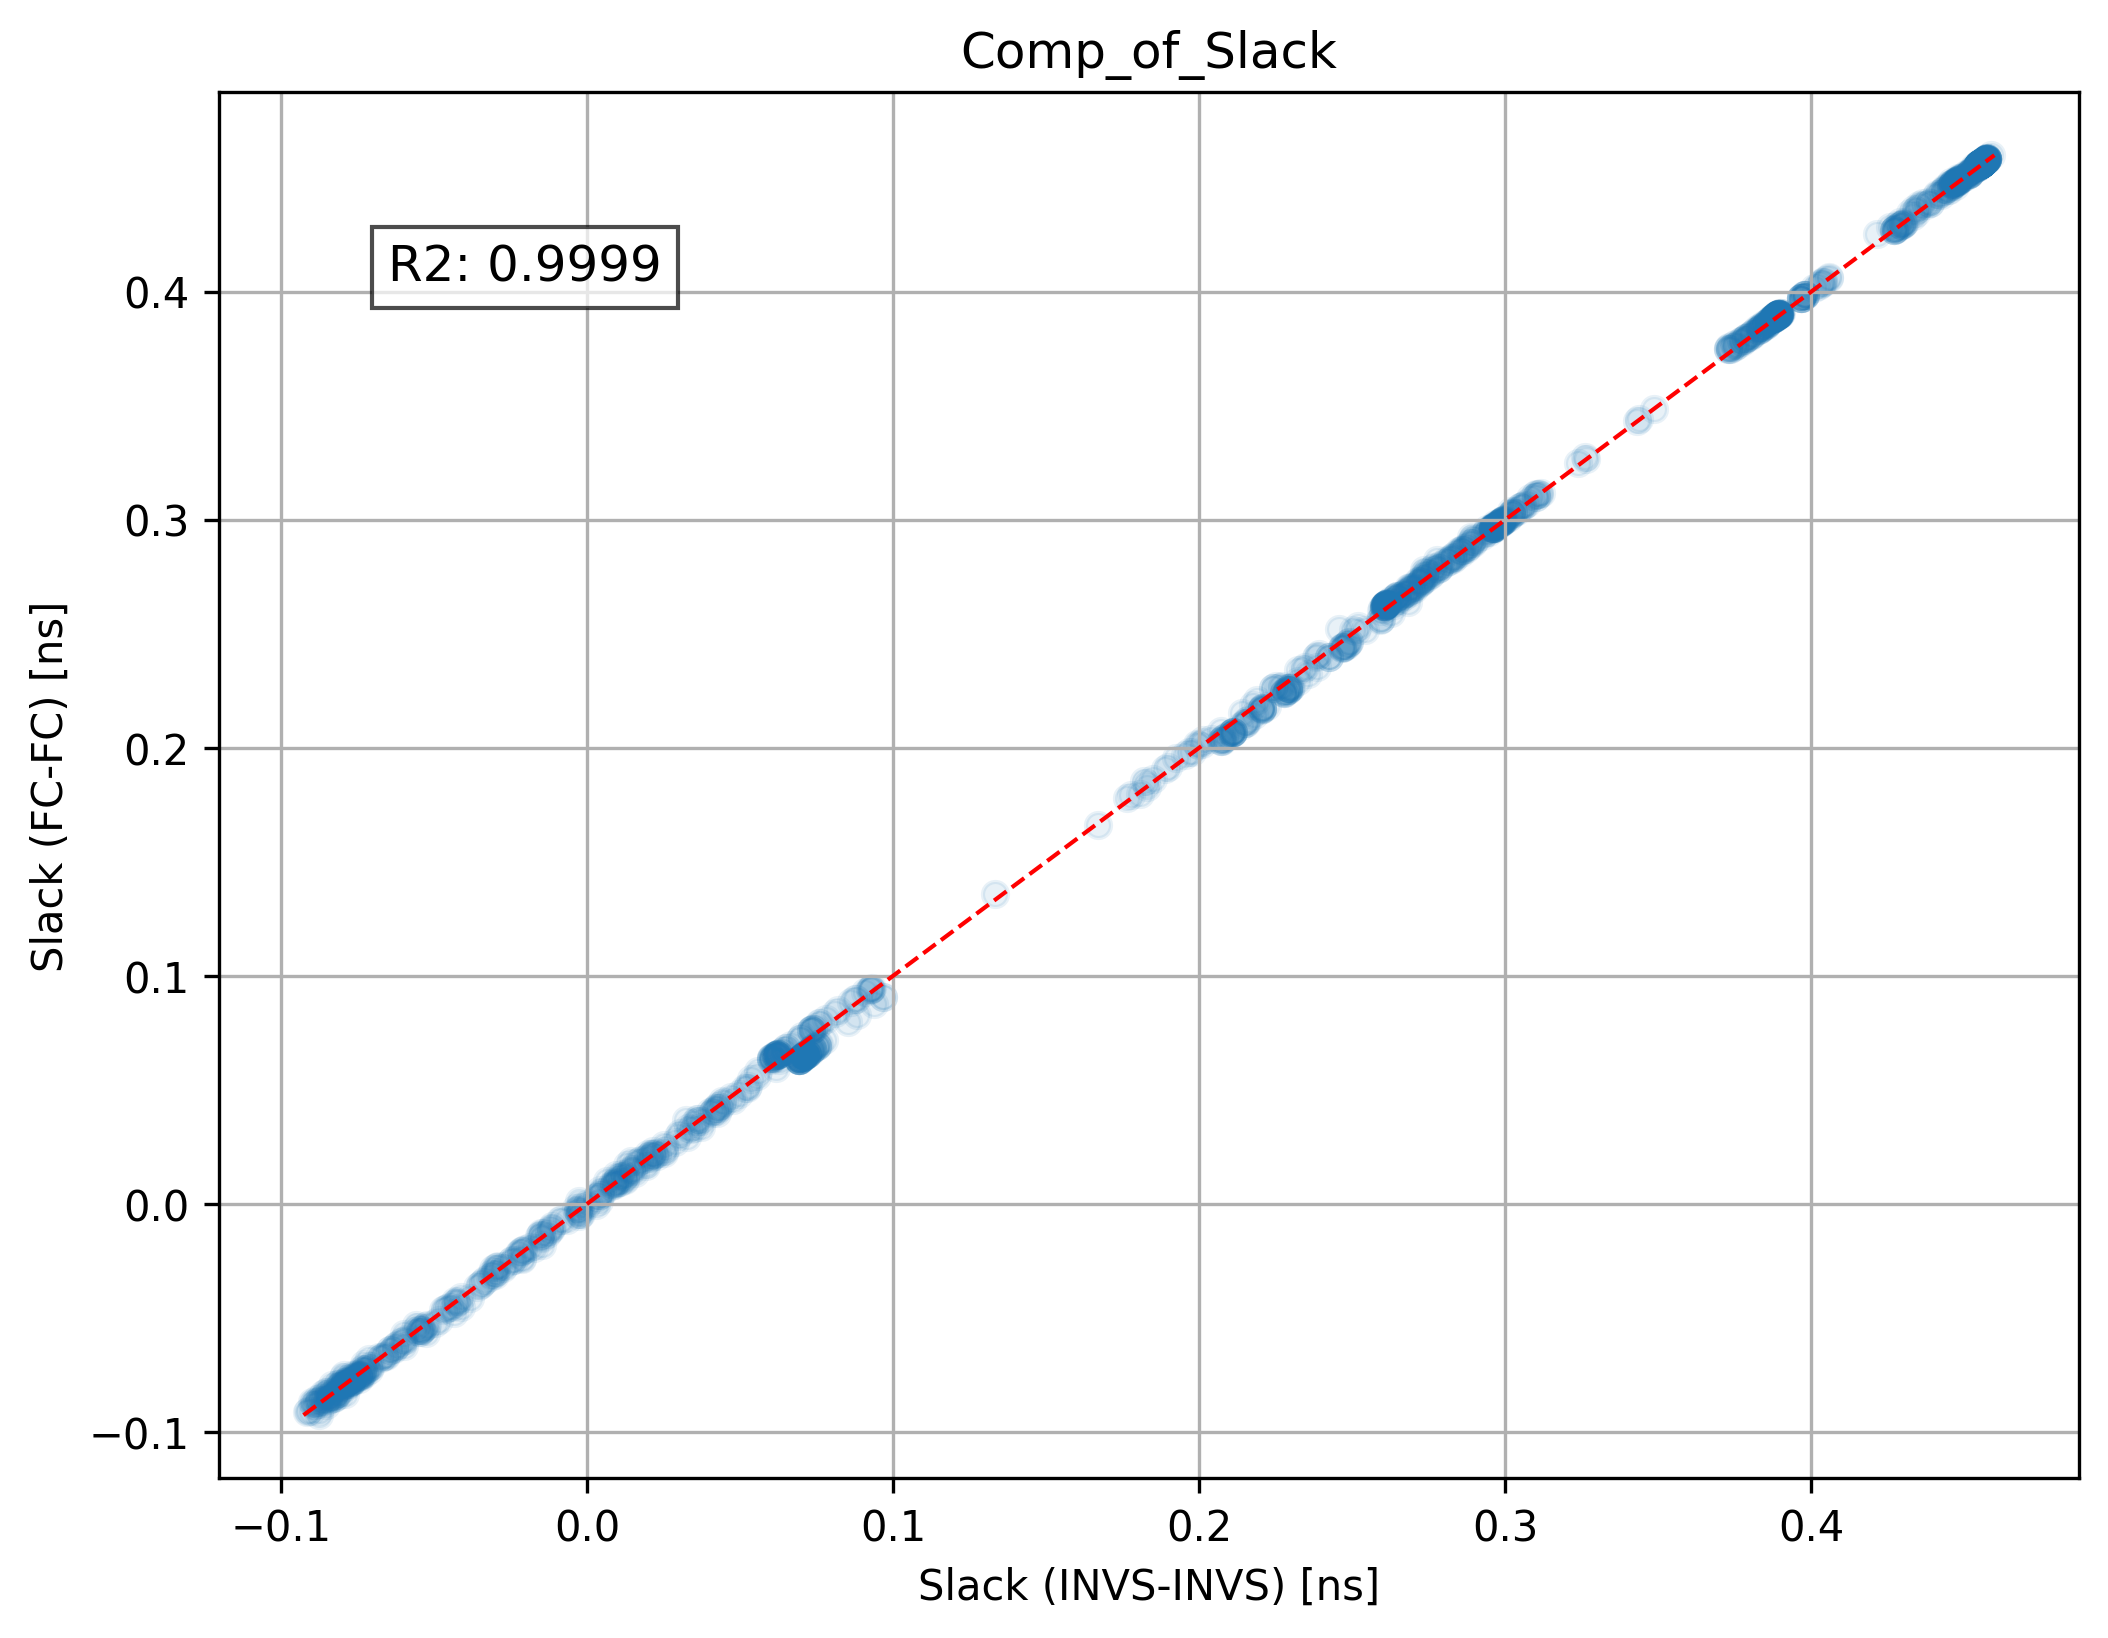 Comp_of_Slack
R2: 0.9999
Slack (FC-FC) [ns]
0.4
0.3
0.2
0.1
0.0
−0.1
−0.1 0.0 0.1 0.2 0.3 0.4
Slack (INVS-INVS) [ns]